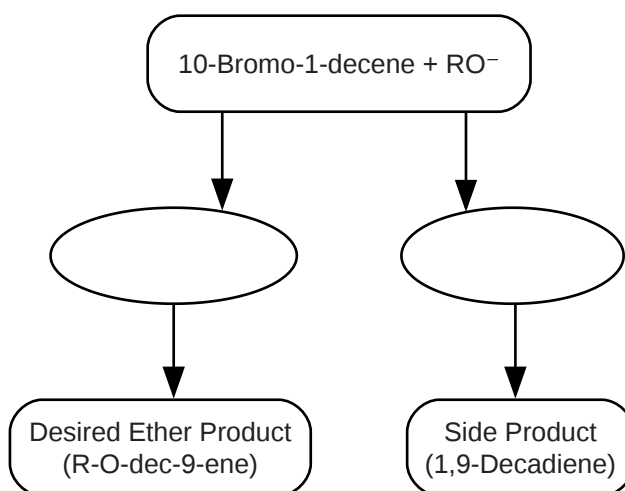 10-Bromo-1-decene + RO⁻
Desired Ether Product
(R-O-dec-9-ene)
Side Product
(1,9-Decadiene)